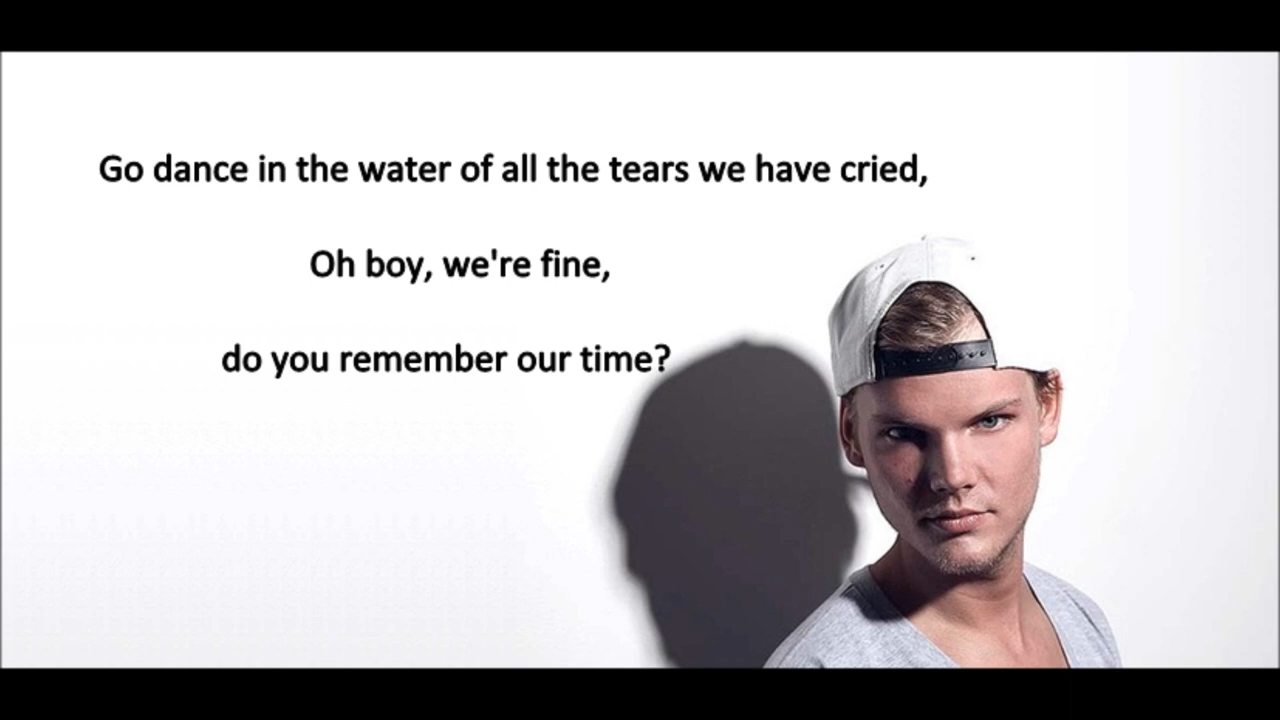 Go dance in the water of all the tears we have cried,
Oh boy, we're fine,
do you remember our time?